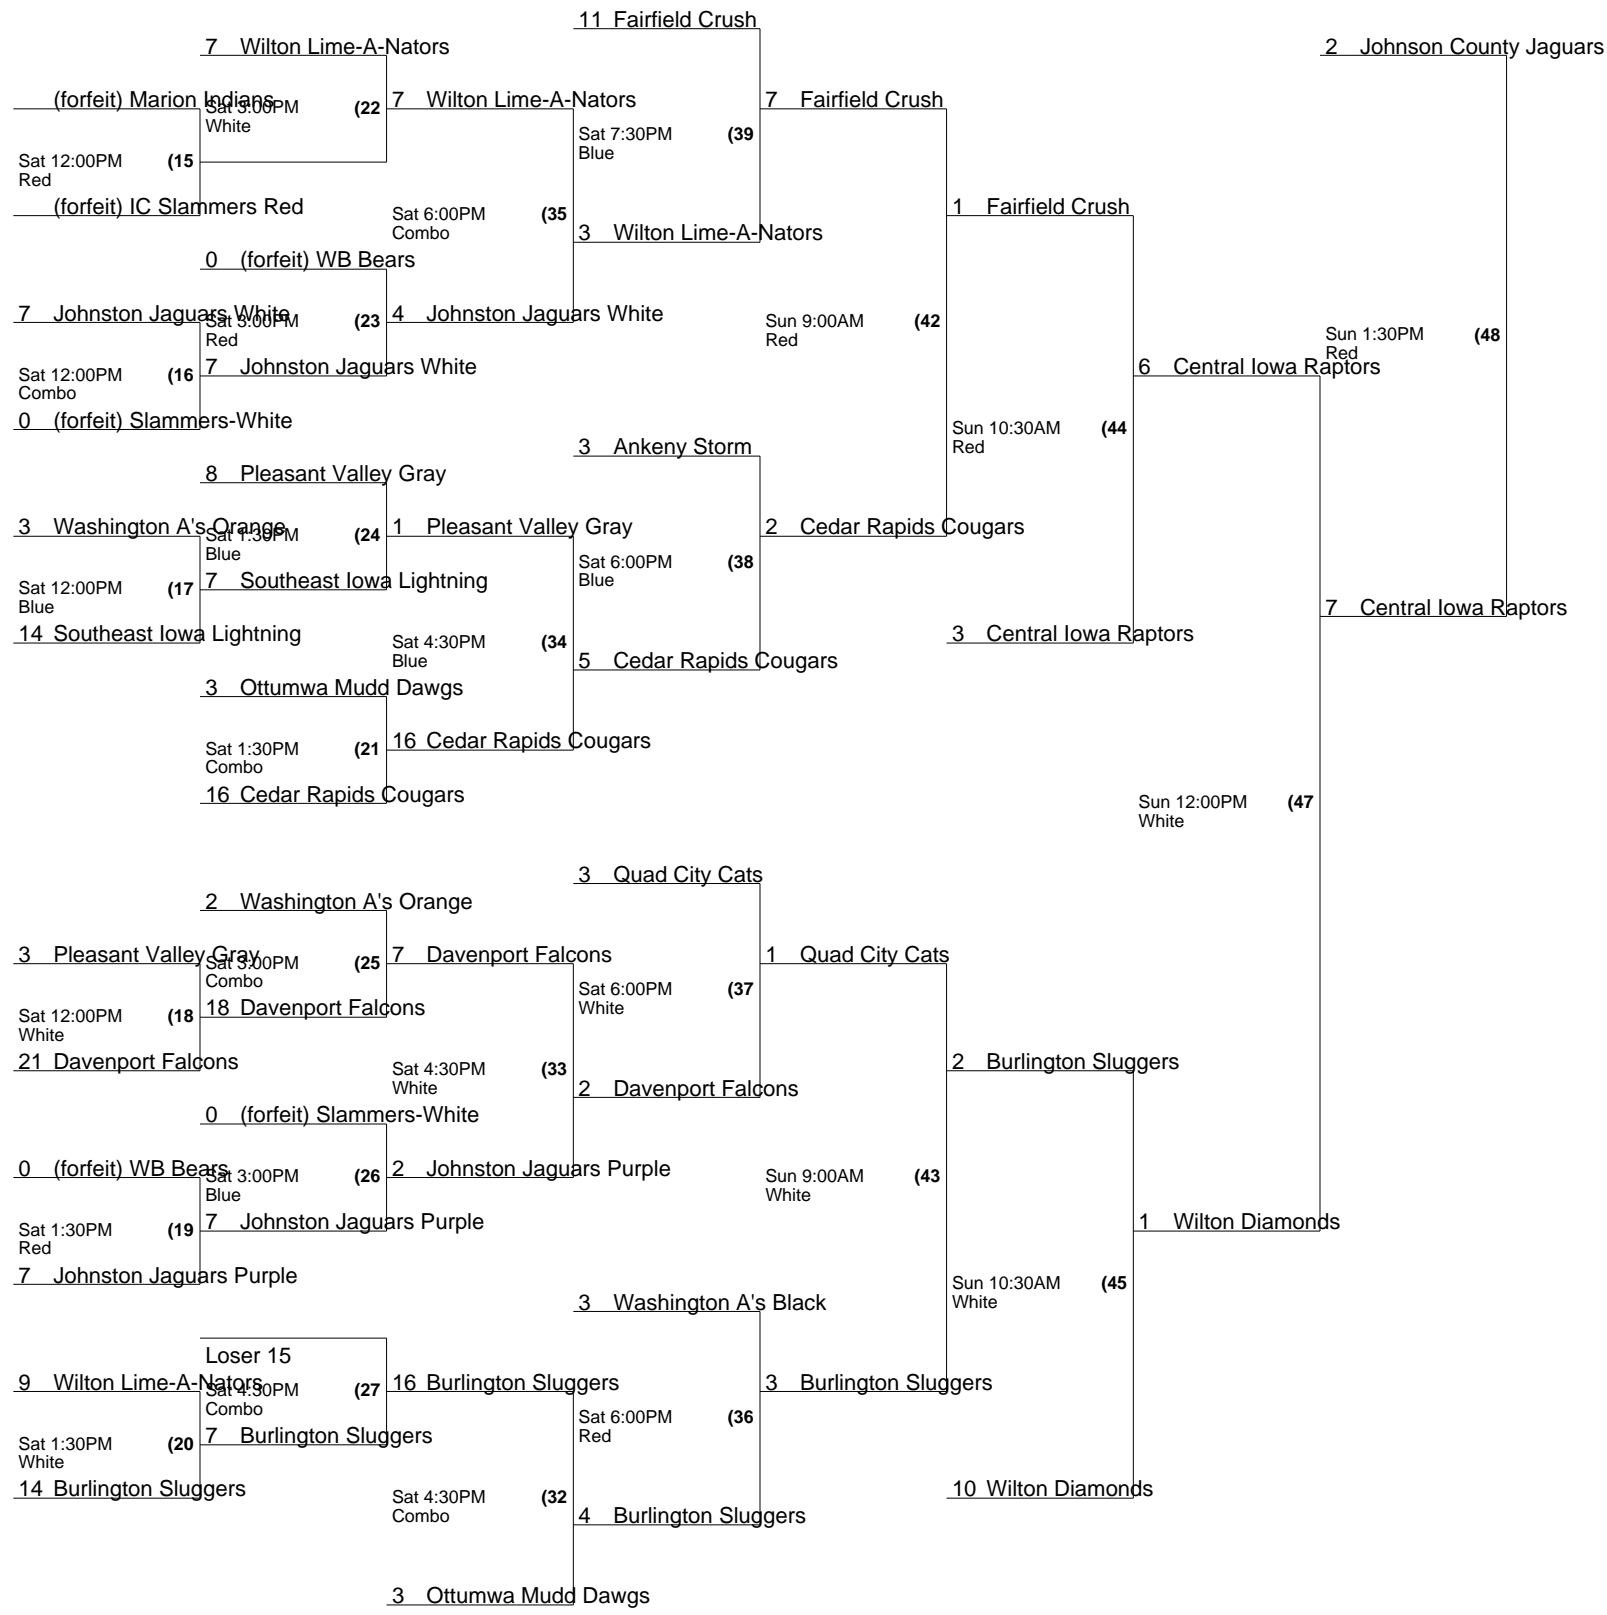 11 Fairfield Crush
7 Wilton Lime-A-Nators
2 Johnson County Jaguars
(forfeit) Marion Indians
Sat 3:00PM (22
White
7 Wilton Lime-A-Nators
7 Fairfield Crush
Sat 7:30PM (39
Blue
Sat 12:00PM (15
Red
(forfeit) IC Slammers Red
Sat 6:00PM (35
Combo
1 Fairfield Crush
3 Wilton Lime-A-Nators
0 (forfeit) WB Bears
7 Johnston Jaguars White
Sat 3:00PM (23
Red
4 Johnston Jaguars White
Sun 9:00AM (42
Red
Sun 1:30PM (48
Red
7 Johnston Jaguars White
6 Central Iowa Raptors
Sat 12:00PM (16
Combo
0 (forfeit) Slammers-White
Sun 10:30AM (44
Red
3 Ankeny Storm
8 Pleasant Valley Gray
3 Washington A's Orange
Sat 1:30PM (24
Blue
1 Pleasant Valley Gray
2 Cedar Rapids Cougars
Sat 6:00PM (38
Blue
Sat 12:00PM (17
Blue
7 Southeast Iowa Lightning
7 Central Iowa Raptors
14 Southeast Iowa Lightning
Sat 4:30PM (34
Blue
3 Central Iowa Raptors
5 Cedar Rapids Cougars
3 Ottumwa Mudd Dawgs
Sat 1:30PM (21
Combo
16 Cedar Rapids Cougars
16 Cedar Rapids Cougars
Sun 12:00PM (47
White
3 Quad City Cats
2 Washington A's Orange
3 Pleasant Valley Gray
Sat 3:00PM (25
Combo
7 Davenport Falcons
1 Quad City Cats
Sat 6:00PM (37
White
Sat 12:00PM (18
White
18 Davenport Falcons
21 Davenport Falcons
Sat 4:30PM (33
White
2 Burlington Sluggers
2 Davenport Falcons
0 (forfeit) Slammers-White
0 (forfeit) WB Bears
Sat 3:00PM (26
Blue
2 Johnston Jaguars Purple
Sun 9:00AM (43
White
Sat 1:30PM (19
Red
7 Johnston Jaguars Purple
1 Wilton Diamonds
7 Johnston Jaguars Purple
Sun 10:30AM (45
White
3 Washington A's Black
Loser 15
9 Wilton Lime-A-Nators
Sat 4:30PM (27
Combo
16 Burlington Sluggers
3 Burlington Sluggers
Sat 6:00PM (36
Red
Sat 1:30PM (20
White
7 Burlington Sluggers
14 Burlington Sluggers
Sat 4:30PM (32
Combo
10 Wilton Diamonds
4 Burlington Sluggers
3 Ottumwa Mudd Dawgs